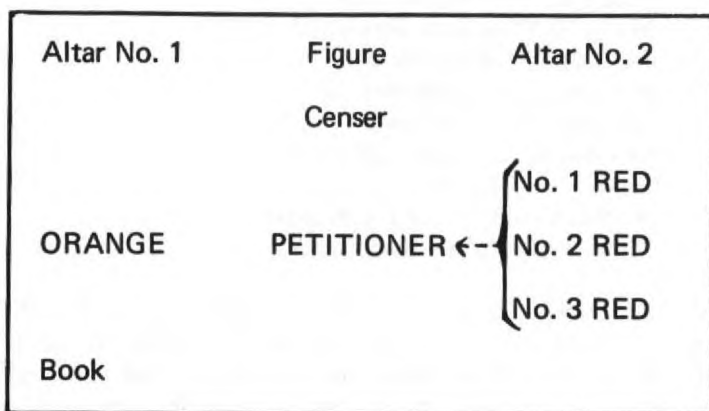 Altar No. 1 Figure Altar No. 2
Censer
No. 1 RED
ORANGE PETITIONER No. 2 RED
No. 3 RED
Book